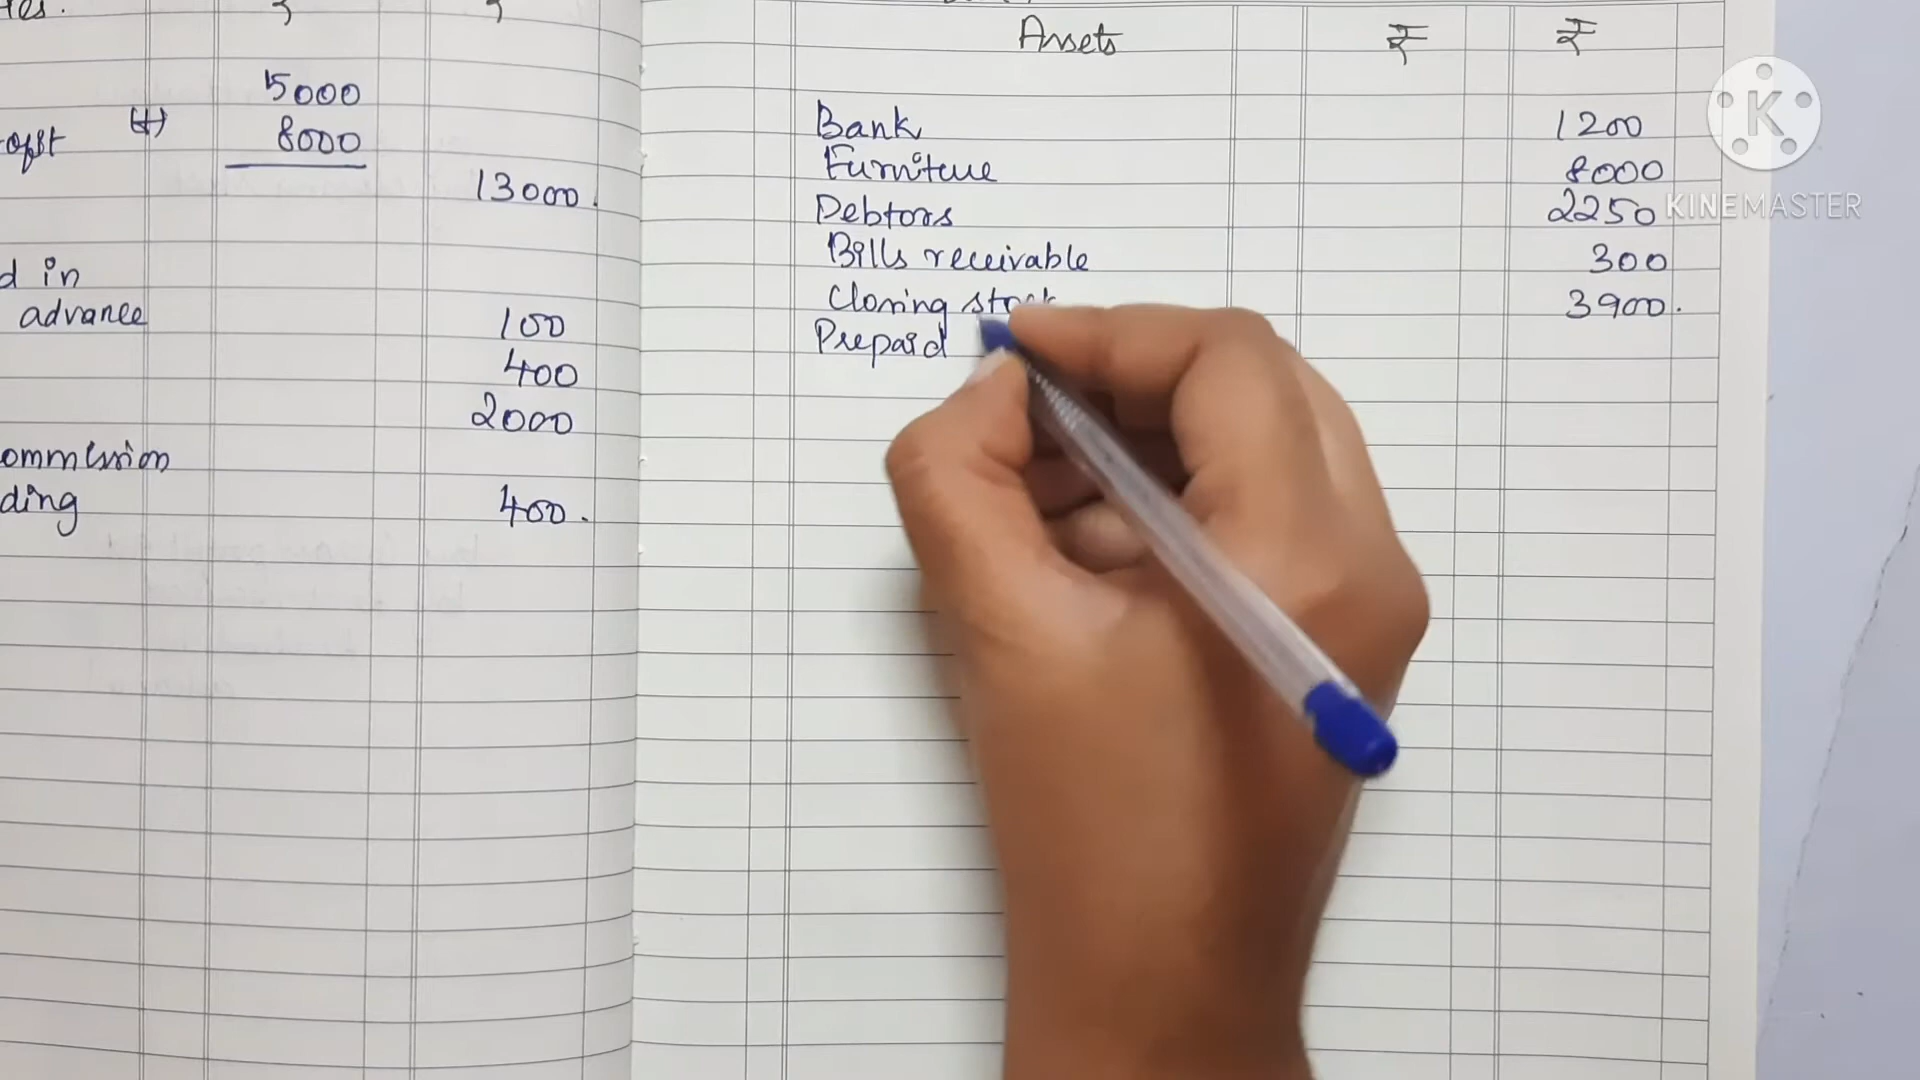 5000
(+) 8000
13000.
d in
advance 100
400
2000
ommission
ding 400.
Assets ₹ ₹
Bank 1200
Furniture 8000
Debtors 2250
Bills receivable 300
Closing stock 3900.
Prepaid
K
KINEMASTER